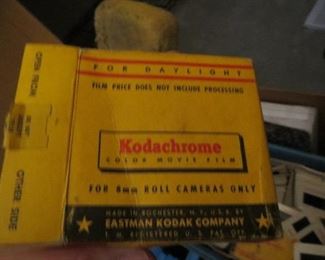 FOR DAYLIGHT
FILM PRICE DOES NOT INCLUDE PROCESSING
Kodachrome
COLOR MOVIE FILM
FOR 8mm ROLL CAMERAS ONLY
MADE IN ROCHESTER, N.Y., U.S.A. BY
EASTMAN KODAK COMPANY
T. M. REGISTERED U. S. PAT. OFF.
OPEN FROM
OTHER SIDE